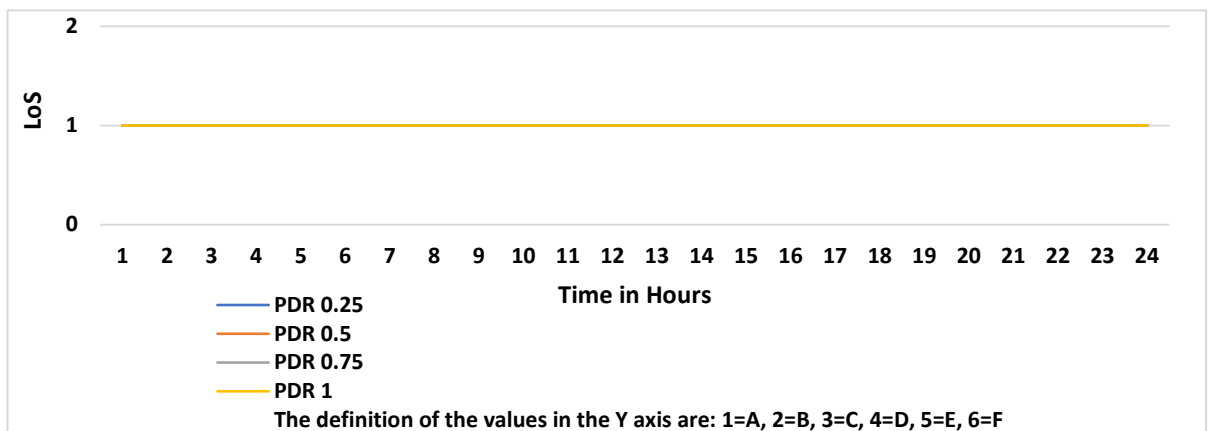 2
1
0
LoS
1 2 3 4 5 6 7 8 9 10 11 12 13 14 15 16 17 18 19 20 21 22 23 24
Time in Hours
PDR 0.25
PDR 0.5
PDR 0.75
PDR 1
The definition of the values in the Y axis are: 1=A, 2=B, 3=C, 4=D, 5=E, 6=F